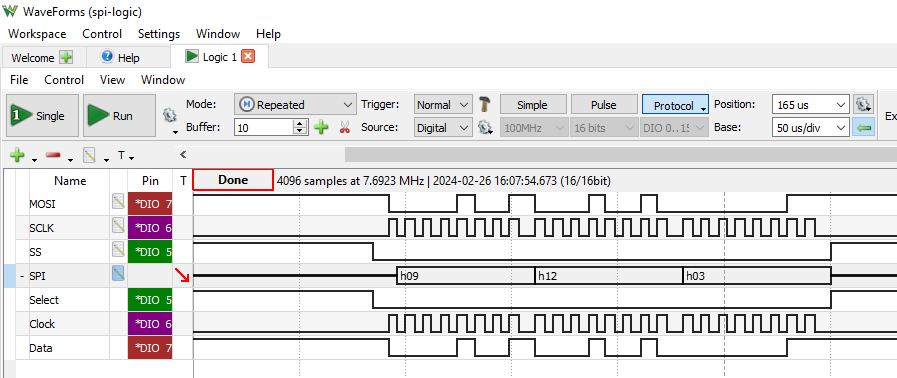 WaveForms (spi-logic)
Workspace Control Settings Window Help
Welcome Help Logic 1
File Control View Window
1 Single Run Mode: Repeated Trigger: Normal Simple Pulse Protocol Position: 165 us
Buffer: 10 Source: Digital 100MHz 16 bits DIO 0..15 Base: 50 us/div Ex
T
Name Pin T Done 4096 samples at 7.6923 MHz | 2024-02-26 16:07:54.673 (16/16bit)
MOSI *DIO 7
SCLK *DIO 6
SS *DIO 5
- SPI h09 h12 h03
Select *DIO 5
Clock *DIO 6
Data *DIO 7